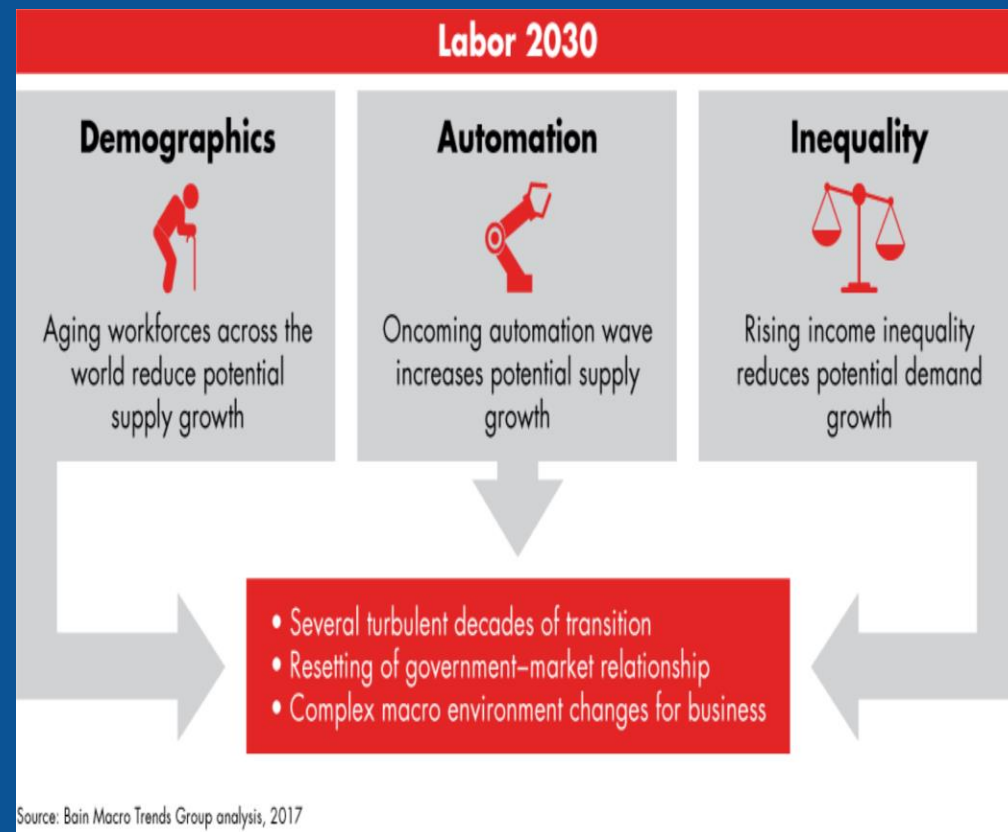 Labor 2030
Demographics
Aging workforces across the
world reduce potential
supply growth
Automation
Oncoming automation wave
increases potential supply
growth
Inequality
Rising income inequality
reduces potential demand
growth
• Several turbulent decades of transition
• Resetting of government–market relationship
• Complex macro environment changes for business
Source: Bain Macro Trends Group analysis, 2017